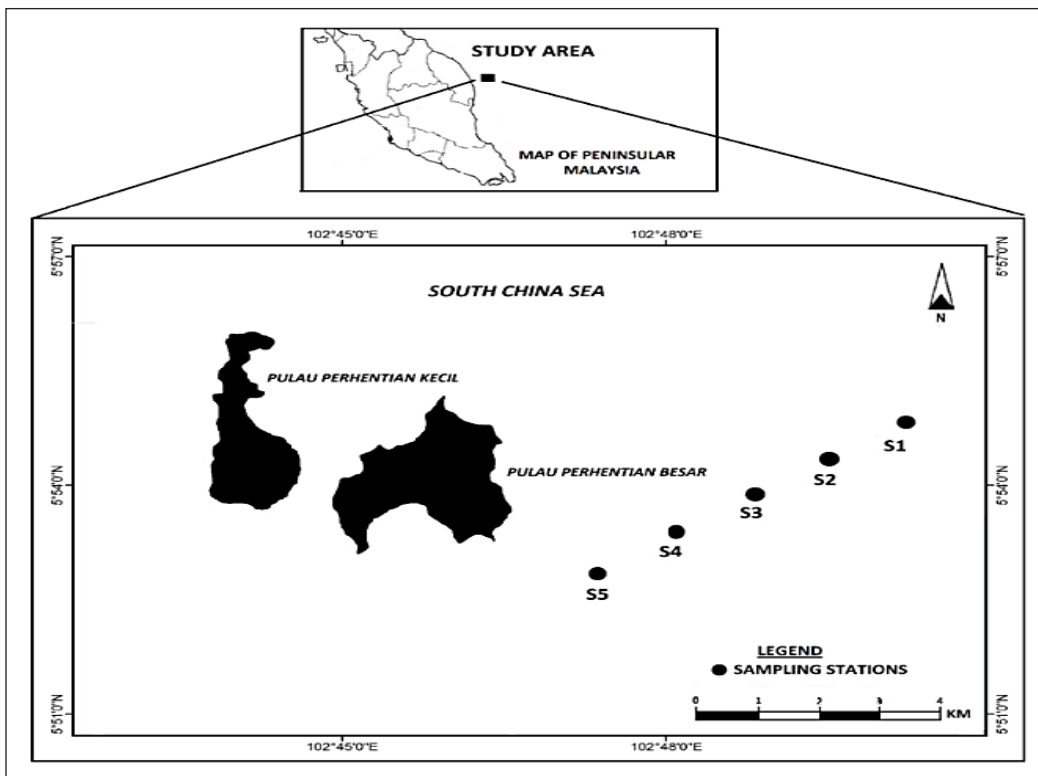 STUDY AREA
MAP OF PENINSULAR
MALAYSIA
102°45'0"E
102°48'0"E
5°57'0"N
5°57'0"N
SOUTH CHINA SEA
N
PULAU PERHENTIAN KECIL
PULAU PERHENTIAN BESAR
S1
S2
5°54'0"N
5°54'0"N
S3
S4
S5
LEGEND
SAMPLING STATIONS
0 1 2 3 4
KM
5°51'0"N
5°51'0"N
102°45'0"E
102°48'0"E